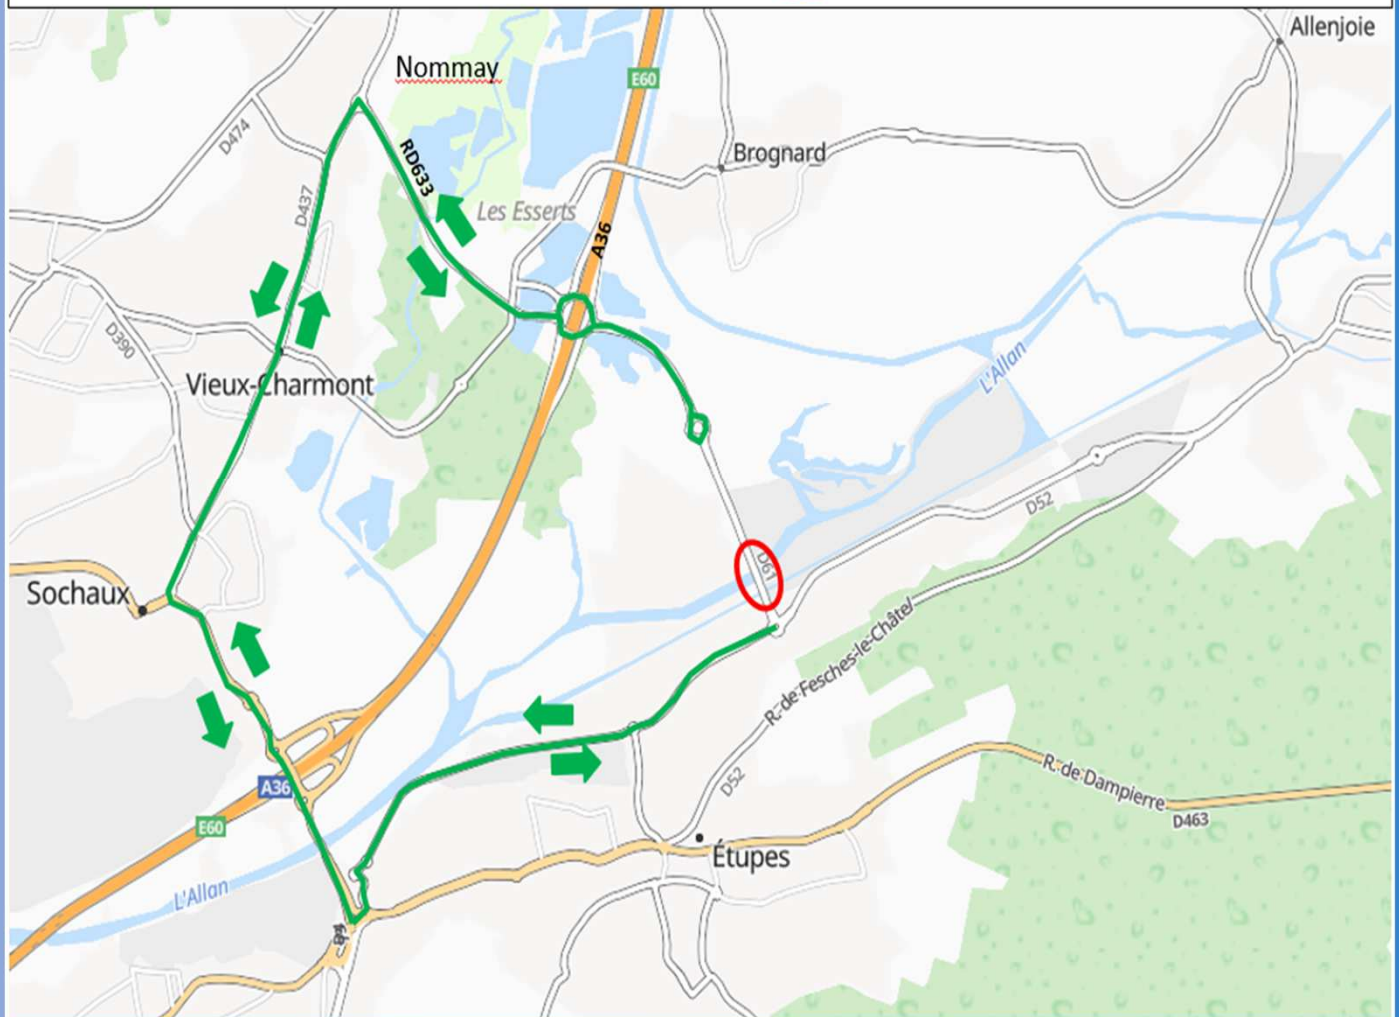 Allenjoie
Nommay
E60
D474
RD633
Brognard
D437
Les Esserts
A36
D390
L'Allan
Vieux-Charmont
D52
D61
Sochaux
R. de Fesches-le-Châtel
R. de Dampierre
D463
A36
D52
E60
Étupes
L'Allan